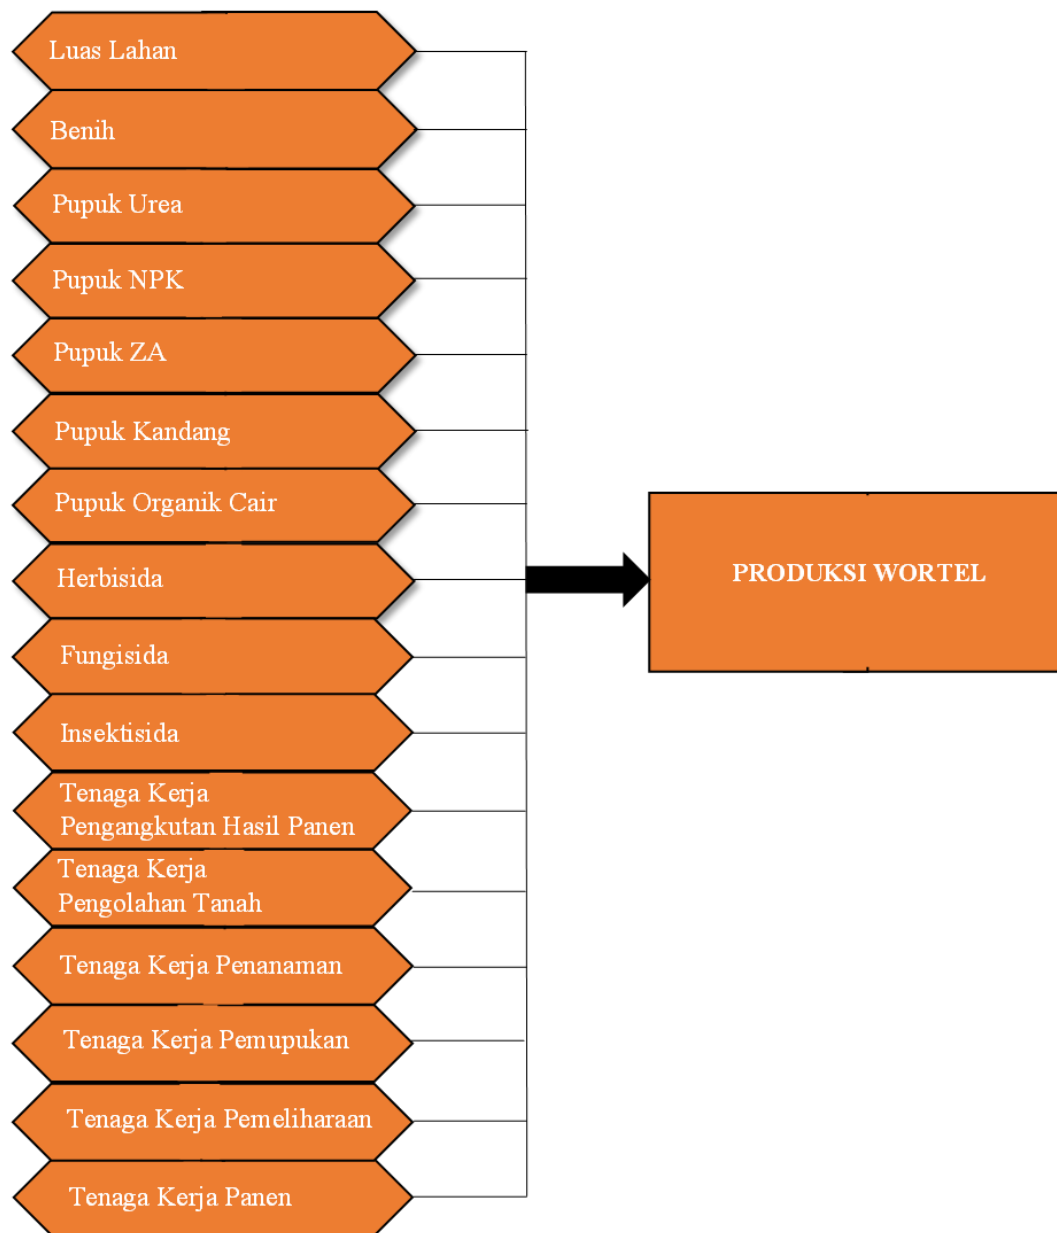 Luas Lahan
Benih
Pupuk Urea
Pupuk NPK
Pupuk ZA
Pupuk Kandang
Pupuk Organik Cair
Herbisida
Fungisida
Insektisida
Tenaga Kerja
Pengangkutan Hasil Panen
Tenaga Kerja
Pengolahan Tanah
Tenaga Kerja Penanaman
Tenaga Kerja Pemupukan
Tenaga Kerja Pemeliharaan
Tenaga Kerja Panen
PRODUKSI WORTEL